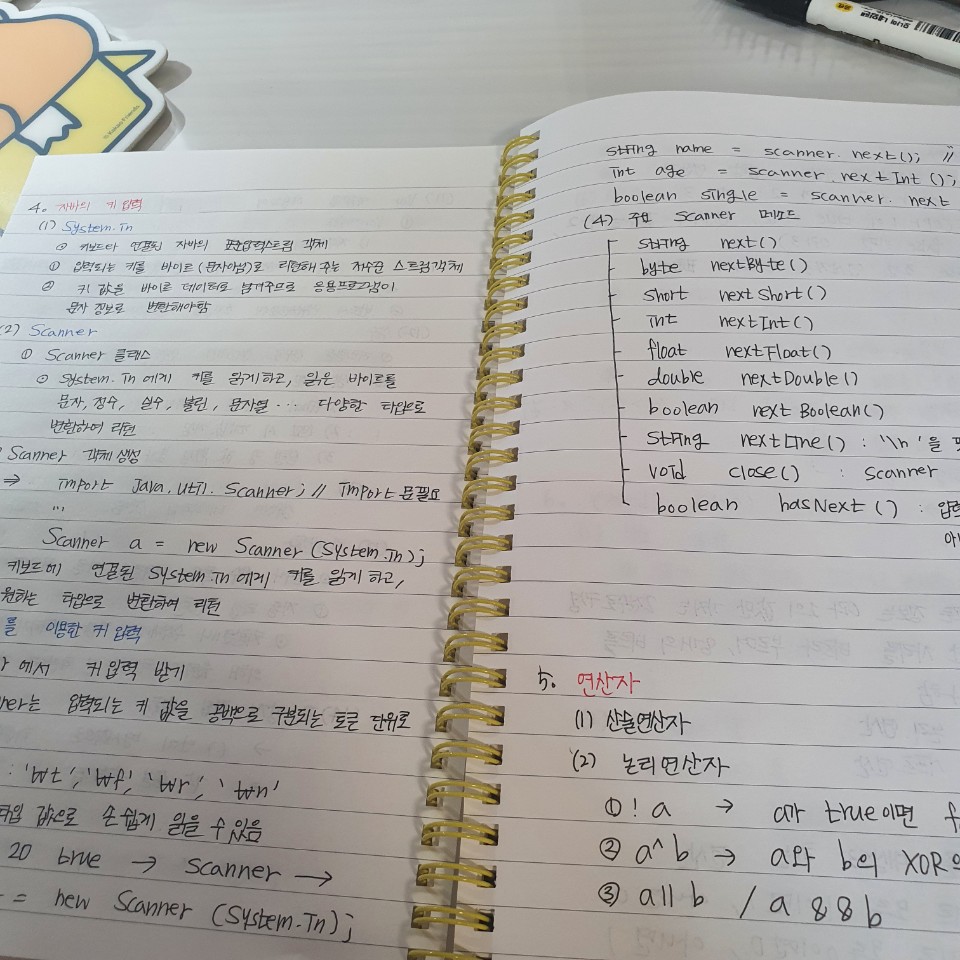 4. 자바의 키 입력
(1) System.In
⊙ 키보드와 연결된 자바의 표준입력스트림 객체
① 입력되는 키를 바이트(문자아님)로 리턴해 주는 저수준 스트림객체
② 키 값을 바이트 데이터로 넘겨주므로 응용프로그램이
문자 정보로 변환해야함
(2) Scanner
① Scanner 클래스
⊙ System.In 에게 키를 읽게하고, 읽은 바이트를
문자, 정수, 실수, 불린, 문자열 ... 다양한 타입으로
변환하여 리턴
Scanner 객체 생성
⇒ Import Java.util.Scanner; // Import 문필요
...
Scanner a = new Scanner (System.In);
키보드에 연결된 System.In 에게 키를 읽게 하고,
원하는 타입으로 변환하여 리턴
를 이용한 키 입력
에서 키 입력 받기
는 입력되는 키 값을 공백으로 구분되는 토큰 단위로
: '₩t', '₩f', '₩r', '₩n'
타입 값으로 손쉽게 읽을 수 있음
20 true → Scanner →
= new Scanner (System.In);
String name = scanner.next(); //
Int age = scanner.nextInt();
boolean single = scanner.next
(4) 주요 Scanner 메소드
String next()
byte nextByte()
short nextShort()
Int nextInt()
float nextFloat()
double nextDouble()
boolean nextBoolean()
String nextLine() : '\n'을
void close() : Scanner
boolean hasNext() : 입력
5. 연산자
(1) 산술연산자
(2) 논리연산자
① ! a → a가 true이면
② a^b → a와 b의 XOR의
③ a||b / a && b